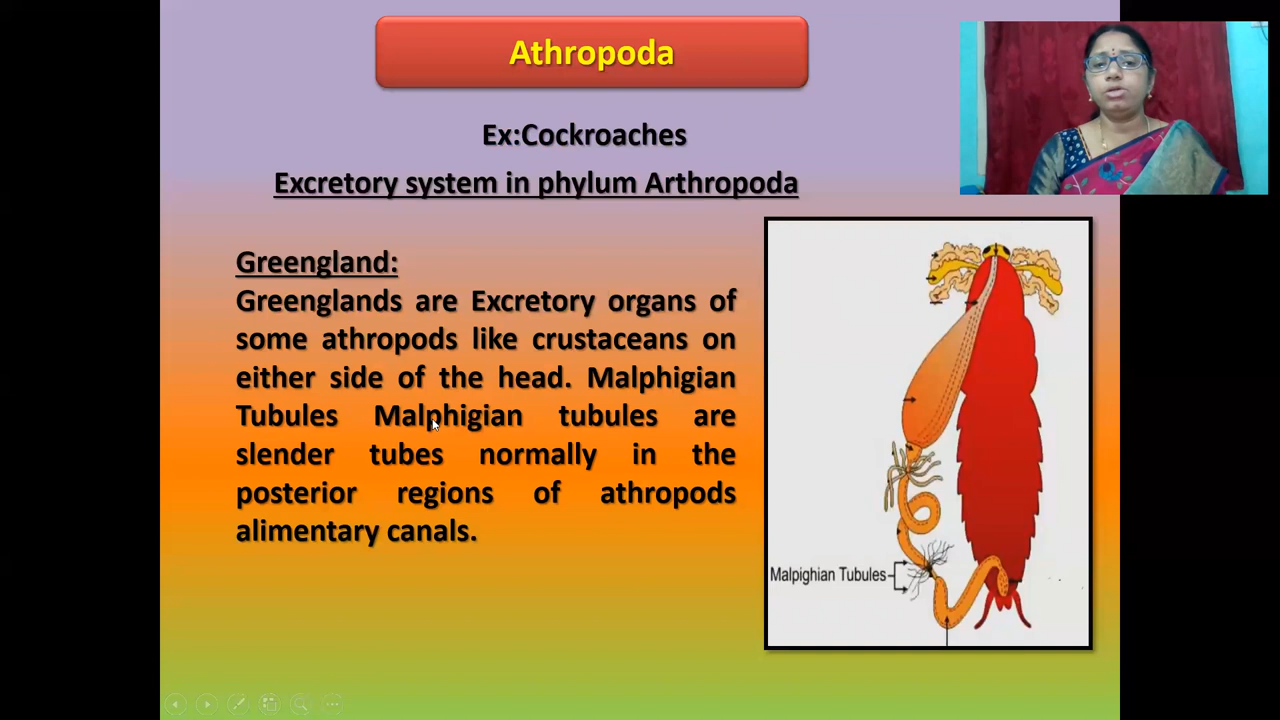 Athropoda
Ex:Cockroaches
Excretory system in phylum Arthropoda
Greengland:
Greenglands are Excretory organs of
some athropods like crustaceans on
either side of the head. Malphigian
Tubules Malphigian tubules are
slender tubes normally in the
posterior regions of athropods
alimentary canals.
Malpighian Tubules